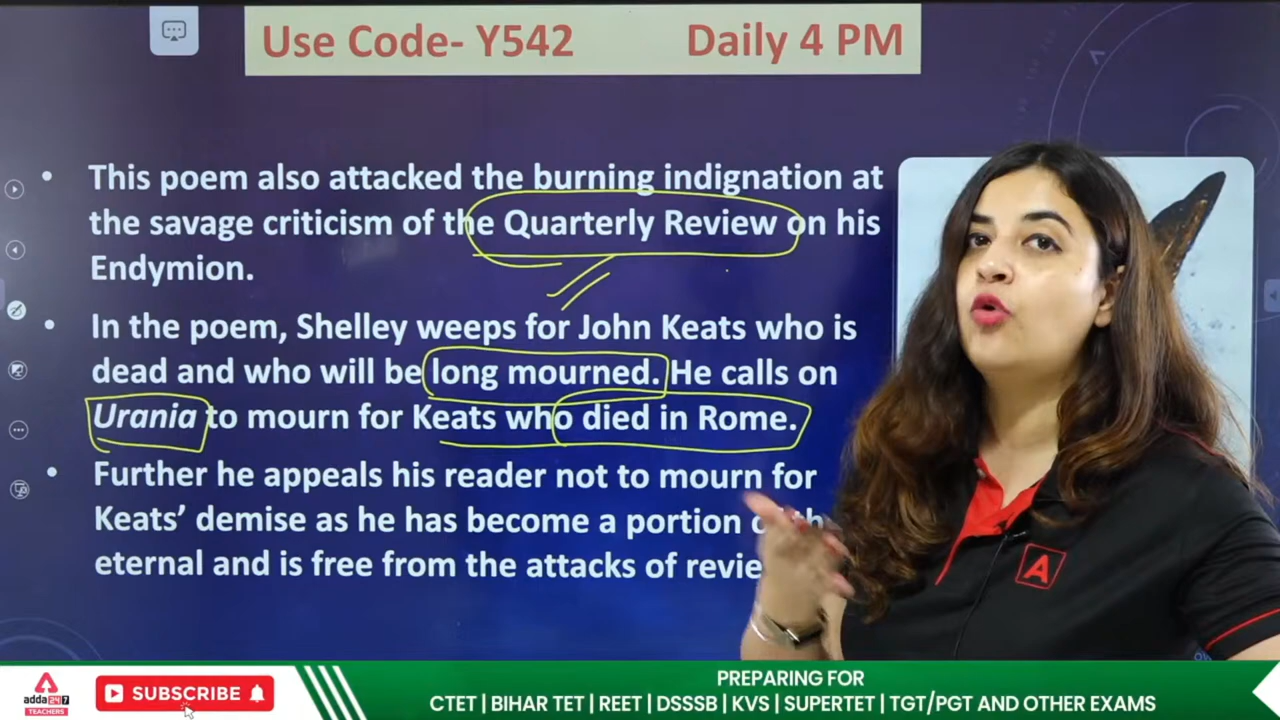 Use Code- Y542 Daily 4 PM
• This poem also attacked the burning indignation at
the savage criticism of the Quarterly Review on his
Endymion.
• In the poem, Shelley weeps for John Keats who is
dead and who will be long mourned. He calls on
Urania to mourn for Keats who died in Rome.
• Further he appeals his reader not to mourn for
Keats’ demise as he has become a portion
eternal and is free from the attacks of
A
adda247
TEACHERS
SUBSCRIBE
PREPARING FOR
CTET | BIHAR TET | REET | DSSSB | KVS | SUPERTET | TGT/PGT AND OTHER EXAMS